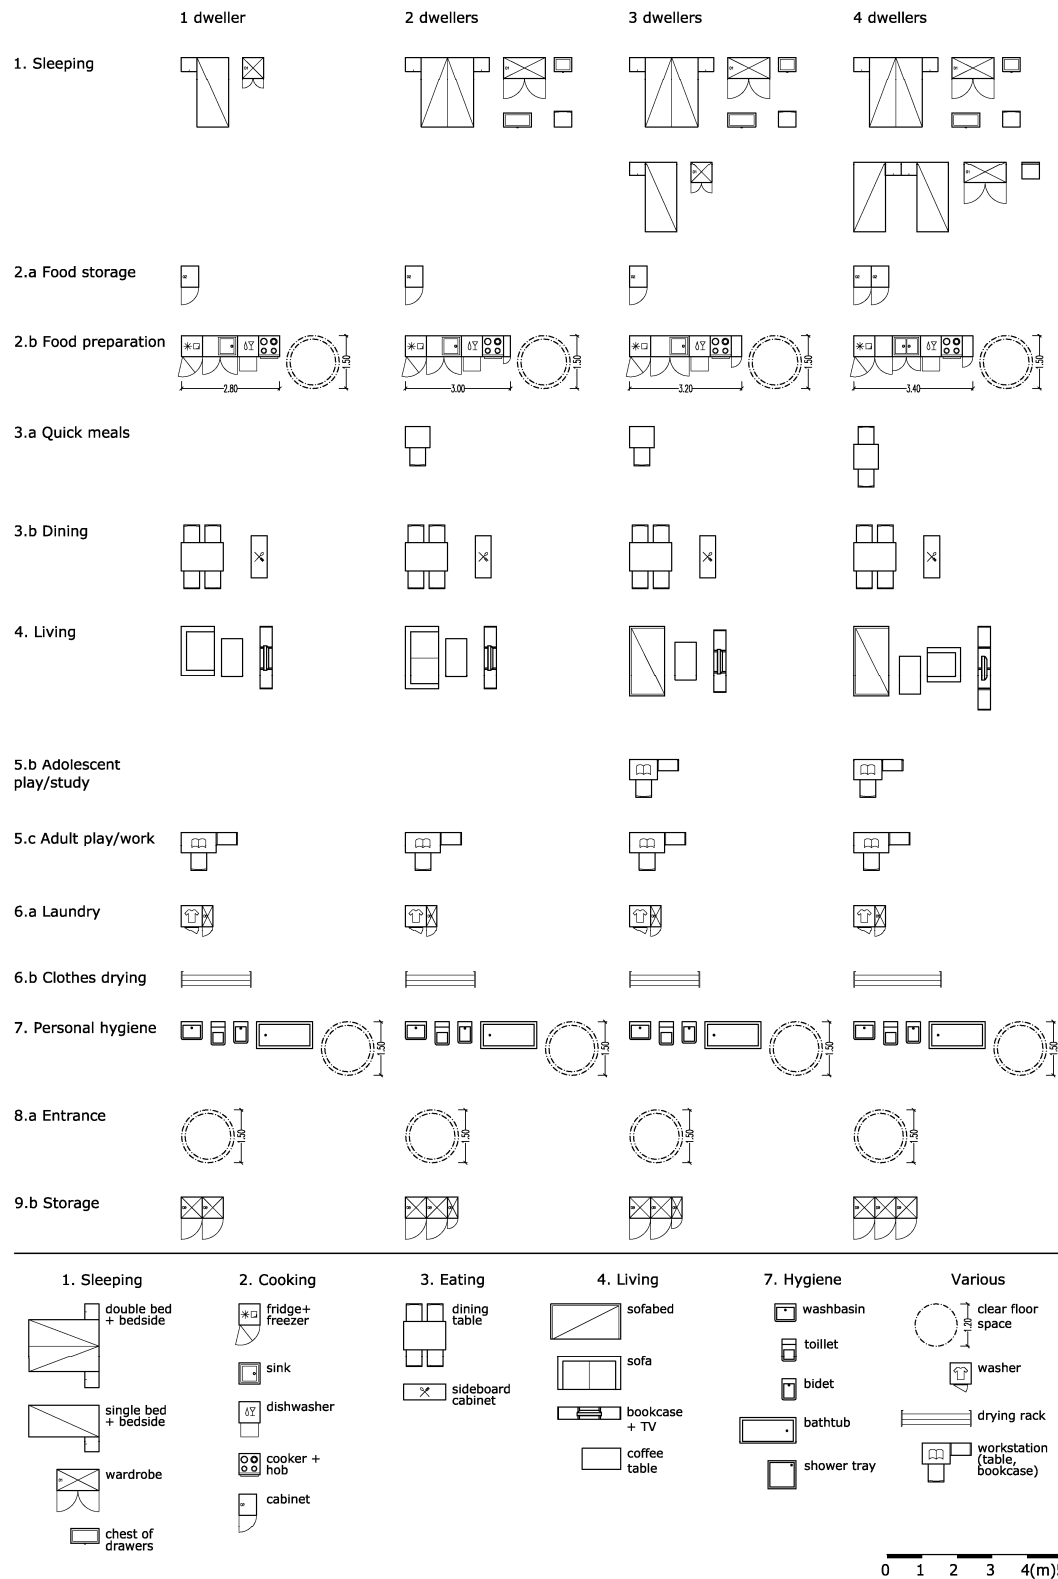 1 dweller 2 dwellers 3 dwellers 4 dwellers
1. Sleeping
2.a Food storage
2.b Food preparation
1.50 1.50 1.50 1.50
2.80 3.00 3.20 3.40
3.a Quick meals
3.b Dining
4. Living
5.b Adolescent
play/study
5.c Adult play/work
6.a Laundry
6.b Clothes drying
7. Personal hygiene
1.50 1.50 1.50 1.50
8.a Entrance
1.50 1.50 1.50 1.50
9.b Storage
1. Sleeping 2. Cooking 3. Eating 4. Living 7. Hygiene Various
double bed
+ bedside
single bed
+ bedside
wardrobe
chest of
drawers
fridge+
freezer
sink
dishwasher
cooker +
hob
cabinet
dining
table
sideboard
cabinet
sofabed
sofa
bookcase
+ TV
coffee
table
washbasin
toillet
bidet
bathtub
shower tray
1.20
clear floor
space
washer
drying rack
workstation
(table,
bookcase)
0 1 2 3 4(m)